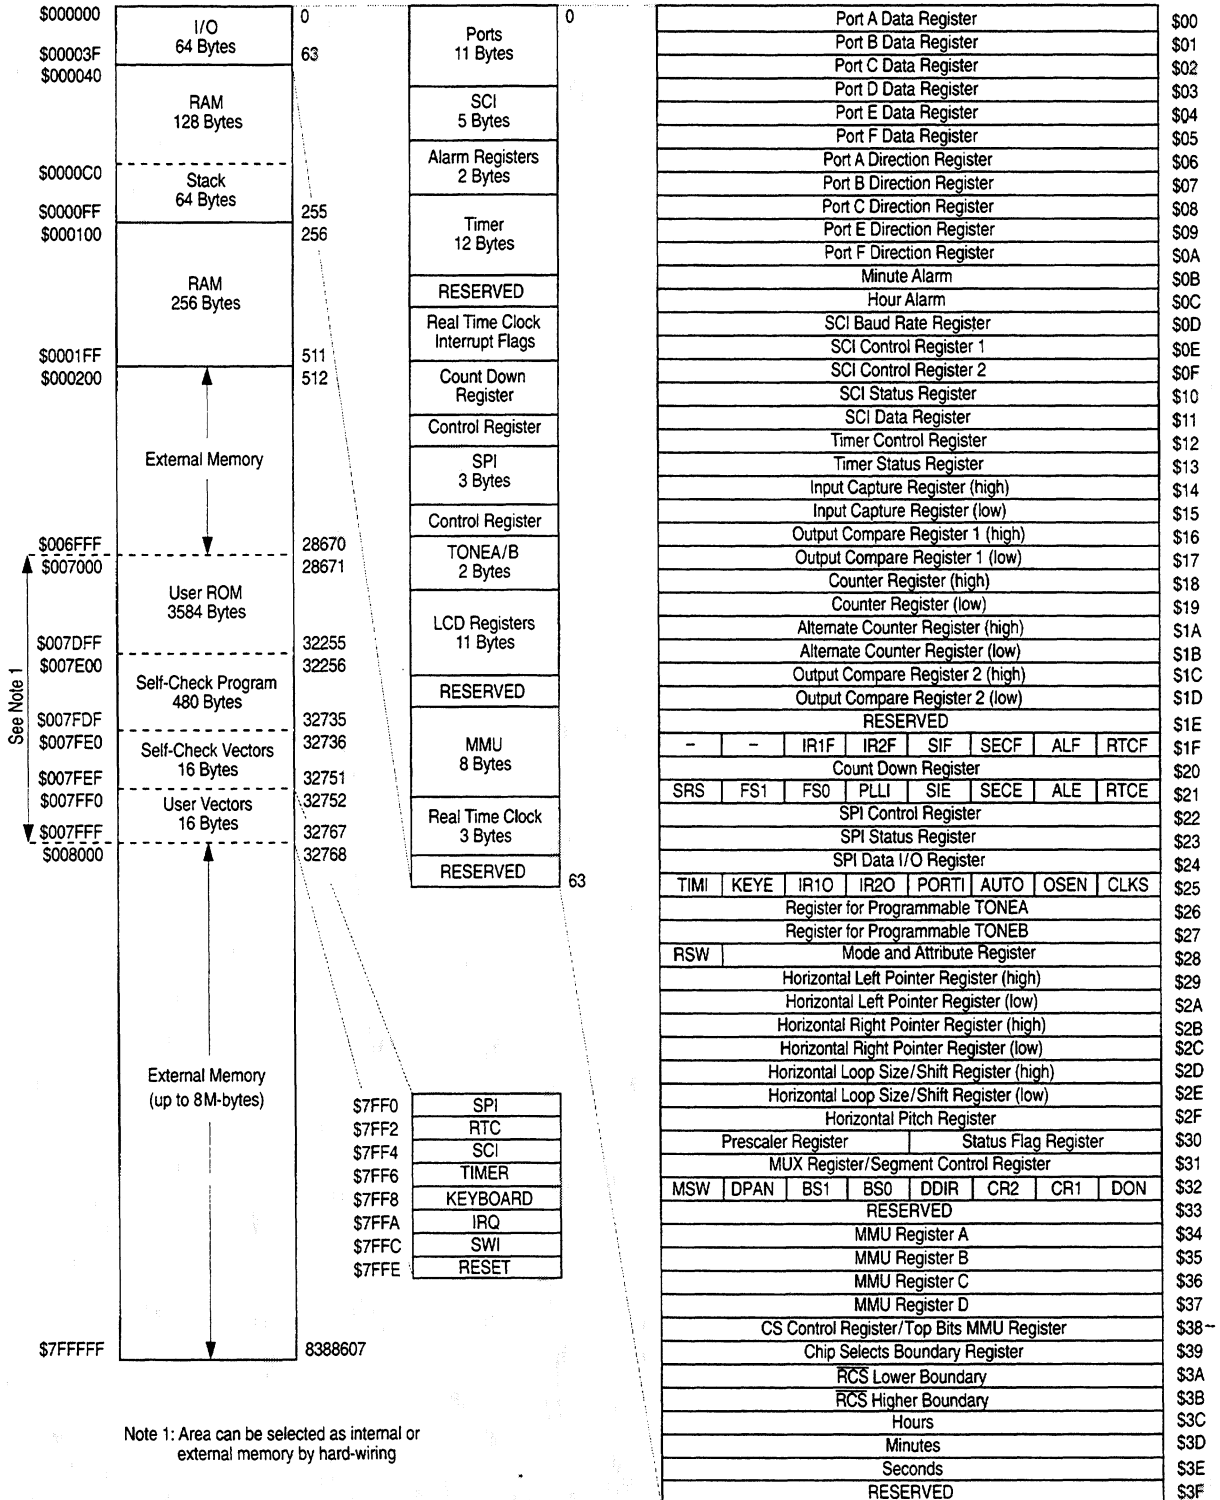 $000000
0
I/O
64 Bytes
$00003F
63
$000040
RAM
128 Bytes
$0000C0
Stack
64 Bytes
$0000FF
255
$000100
256
RAM
256 Bytes
$0001FF
511
$000200
512
External Memory
$006FFF
28670
$007000
28671
User ROM
3584 Bytes
$007DFF
32255
$007E00
32256
Self-Check Program
480 Bytes
$007FDF
32735
$007FE0
32736
Self-Check Vectors
16 Bytes
$007FEF
32751
$007FF0
32752
User Vectors
16 Bytes
$007FFF
32767
$008000
32768
See Note 1
External Memory
(up to 8M-bytes)
$7FFFFF
8388607
Note 1: Area can be selected as internal or
external memory by hard-wiring
0
Ports
11 Bytes
SCI
5 Bytes
Alarm Registers
2 Bytes
Timer
12 Bytes
RESERVED
Real Time Clock
Interrupt Flags
Count Down
Register
Control Register
SPI
3 Bytes
Control Register
TONEA/B
2 Bytes
LCD Registers
11 Bytes
RESERVED
MMU
8 Bytes
Real Time Clock
3 Bytes
RESERVED
63
$7FF0 SPI
$7FF2 RTC
$7FF4 SCI
$7FF6 TIMER
$7FF8 KEYBOARD
$7FFA IRQ
$7FFC SWI
$7FFE RESET
Port A Data Register $00
Port B Data Register $01
Port C Data Register $02
Port D Data Register $03
Port E Data Register $04
Port F Data Register $05
Port A Direction Register $06
Port B Direction Register $07
Port C Direction Register $08
Port E Direction Register $09
Port F Direction Register $0A
Minute Alarm $0B
Hour Alarm $0C
SCI Baud Rate Register $0D
SCI Control Register 1 $0E
SCI Control Register 2 $0F
SCI Status Register $10
SCI Data Register $11
Timer Control Register $12
Timer Status Register $13
Input Capture Register (high) $14
Input Capture Register (low) $15
Output Compare Register 1 (high) $16
Output Compare Register 1 (low) $17
Counter Register (high) $18
Counter Register (low) $19
Alternate Counter Register (high) $1A
Alternate Counter Register (low) $1B
Output Compare Register 2 (high) $1C
Output Compare Register 2 (low) $1D
RESERVED $1E
– – IR1F IR2F SIF SECF ALF RTCF $1F
Count Down Register $20
SRS FS1 FS0 PLLI SIE SECE ALE RTCE $21
SPI Control Register $22
SPI Status Register $23
SPI Data I/O Register $24
TIMI KEYE IR1O IR2O PORTI AUTO OSEN CLKS $25
Register for Programmable TONEA $26
Register for Programmable TONEB $27
RSW Mode and Attribute Register $28
Horizontal Left Pointer Register (high) $29
Horizontal Left Pointer Register (low) $2A
Horizontal Right Pointer Register (high) $2B
Horizontal Right Pointer Register (low) $2C
Horizontal Loop Size/Shift Register (high) $2D
Horizontal Loop Size/Shift Register (low) $2E
Horizontal Pitch Register $2F
Prescaler Register Status Flag Register $30
MUX Register/Segment Control Register $31
MSW DPAN BS1 BS0 DDIR CR2 CR1 DON $32
RESERVED $33
MMU Register A $34
MMU Register B $35
MMU Register C $36
MMU Register D $37
CS Control Register/Top Bits MMU Register $38
Chip Selects Boundary Register $39
RCS Lower Boundary $3A
RCS Higher Boundary $3B
Hours $3C
Minutes $3D
Seconds $3E
RESERVED $3F